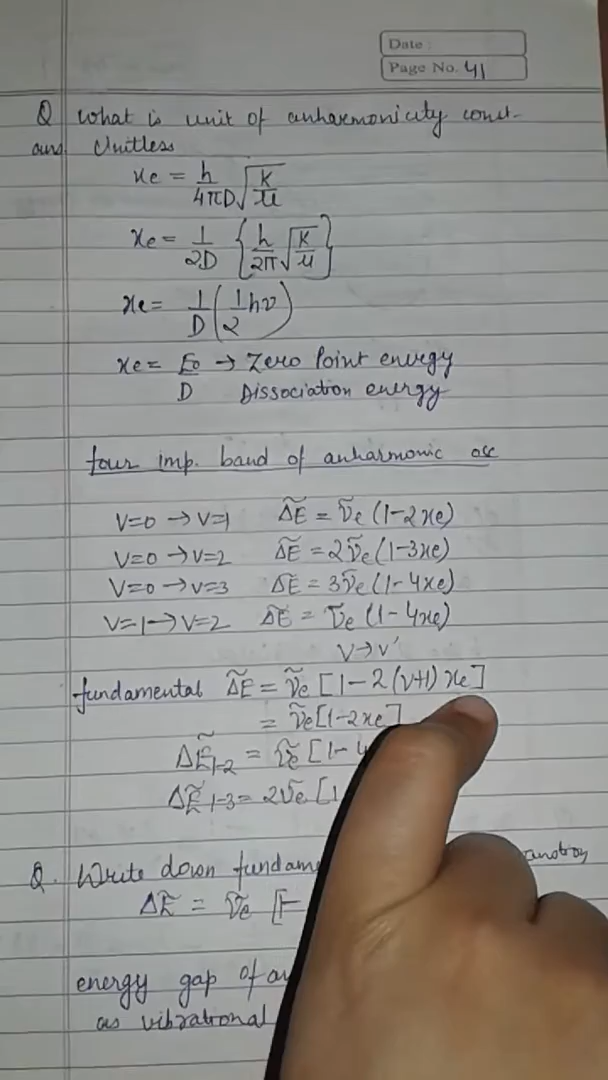 Date
Page No. 41
Q What is unit of anharmonicity const.
ans. Unitless
xe = h/4πD √K/μ
xe = 1/2D {h/2π √K/μ}
xe = 1/D (1/2 hν)
xe = E0 → Zero Point energy
D Dissociation energy
four imp. band of anharmonic osc
V=0 → V=1 ΔẼ = ν̃e (1-2xe)
V=0 → V=2 ΔẼ = 2ν̃e (1-3xe)
V=0 → V=3 ΔẼ = 3ν̃e (1-4xe)
V=1 → V=2 ΔẼ = ν̃e (1-4xe)
V → V'
fundamental ΔẼ = ν̃e [1-2(v+1) xe]
= ν̃e [1-2xe]
ΔẼ1-2 = ν̃e [1-4
ΔẼ1-3 = 2ν̃e [1
Q. Write down fundam
ΔẼ = ν̃e [1-
energy gap of an
as vibrational